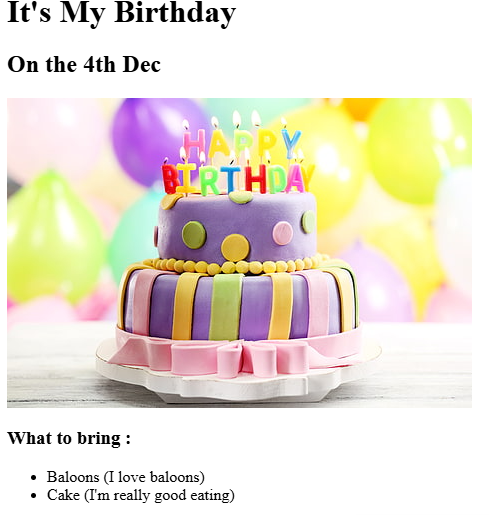 It's My Birthday
On the 4th Dec
HAPPY
BIRTHDAY
What to bring :
Baloons (I love baloons)
Cake (I'm really good eating)